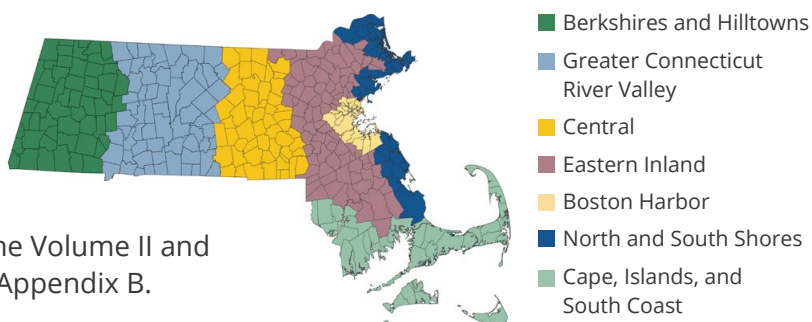 Berkshires and Hilltowns
Greater Connecticut
River Valley
Central
Eastern Inland
Boston Harbor
North and South Shores
Cape, Islands, and
South Coast
Volume II and
Appendix B.